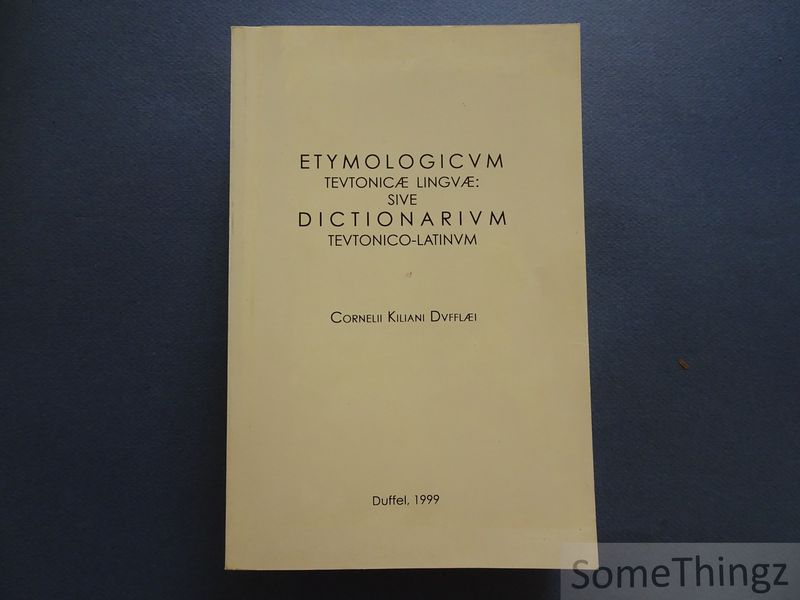 ETYMOLOGICVM
TEVTONICÆ LINGVÆ:
SIVE
DICTIONARIVM
TEVTONICO-LATINVM
CORNELII KILIANI DVFFLÆI
Duffel, 1999
SomeThingz